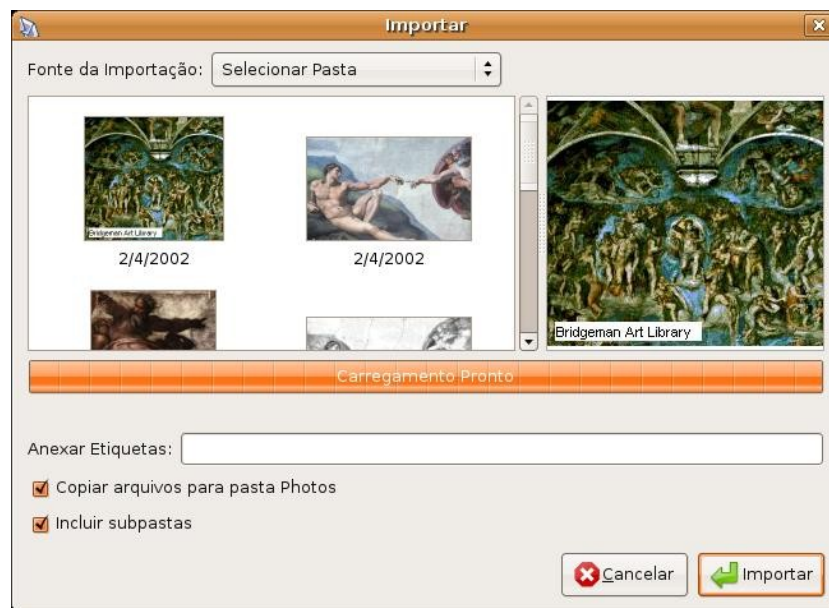 Importar
Fonte da Importação: Selecionar Pasta
Bridgeman Art Library
2/4/2002
2/4/2002
Bridgeman Art Library
Carregamento Pronto
Anexar Etiquetas:
Copiar arquivos para pasta Photos
Incluir subpastas
Cancelar
Importar